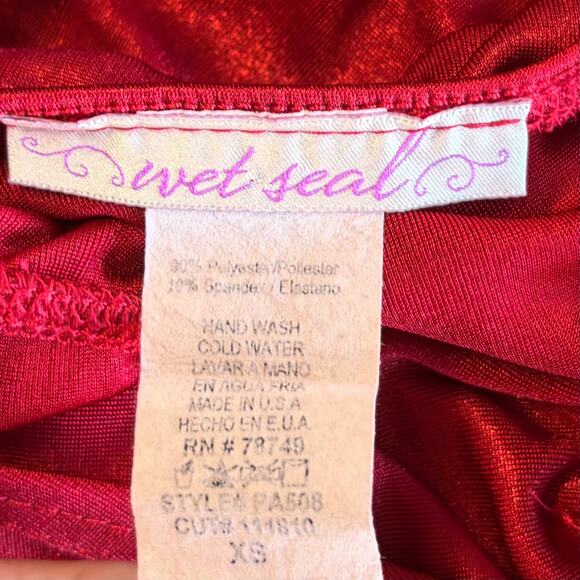 wet seal
90% Polyester/Poliester
10% Spandex / Elastano
HAND WASH
COLD WATER
LAVAR A MANO
EN AGUA FRIA
MADE IN U.S.A
HECHO EN E.U.A.
RN # 78749
STYLE# PA508
CUT#
XS